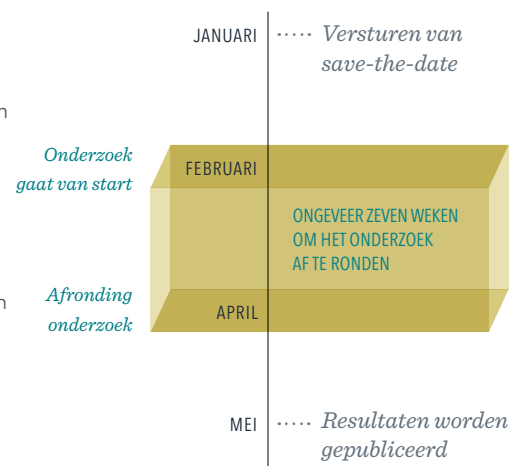 JANUARI
Versturen van
save-the-date
n
Onderzoek
gaat van start
FEBRUARI
ONGEVEER ZEVEN WEKEN
OM HET ONDERZOEK
AF TE RONDEN
n
Afronding
onderzoek
APRIL
MEI
Resultaten worden
gepubliceerd